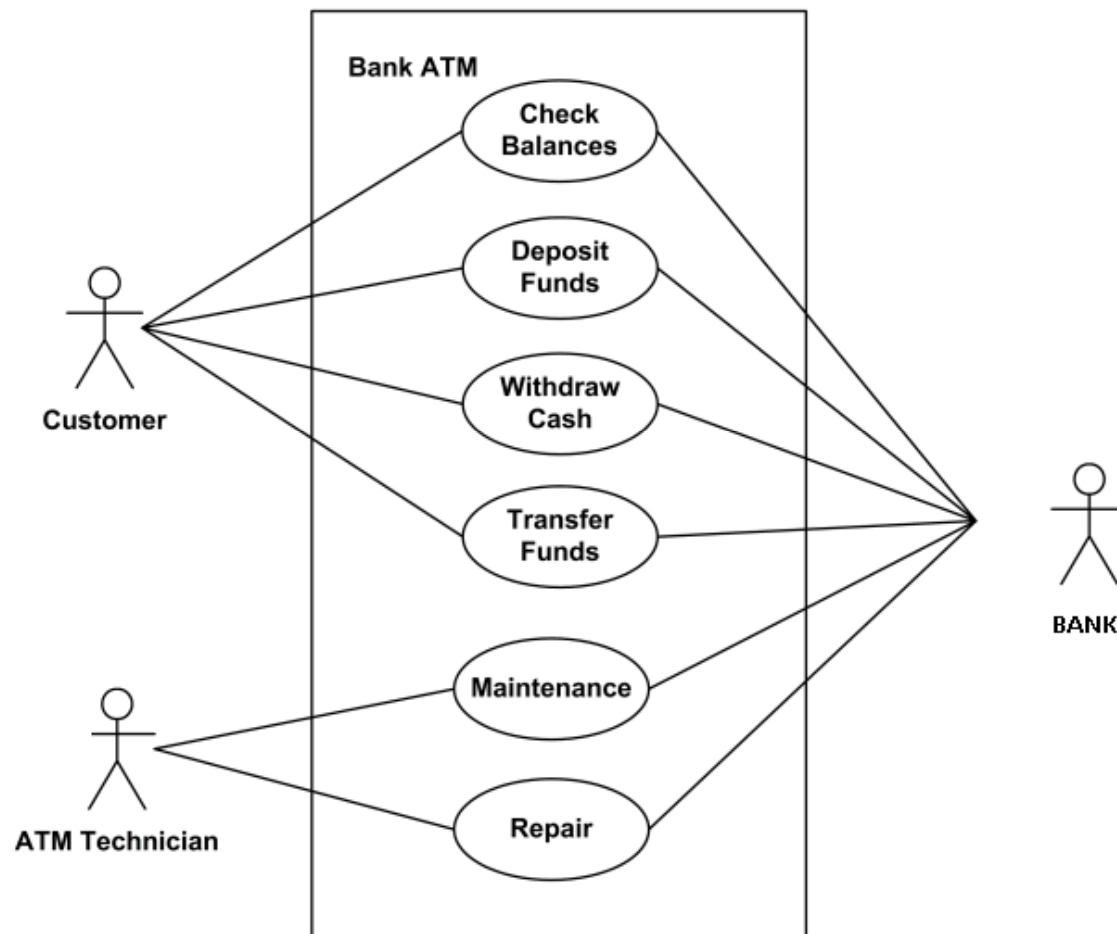 Bank ATM
Check
Balances
Deposit
Funds
Withdraw
Cash
Customer
Transfer
Funds
BANK
Maintenance
Repair
ATM Technician